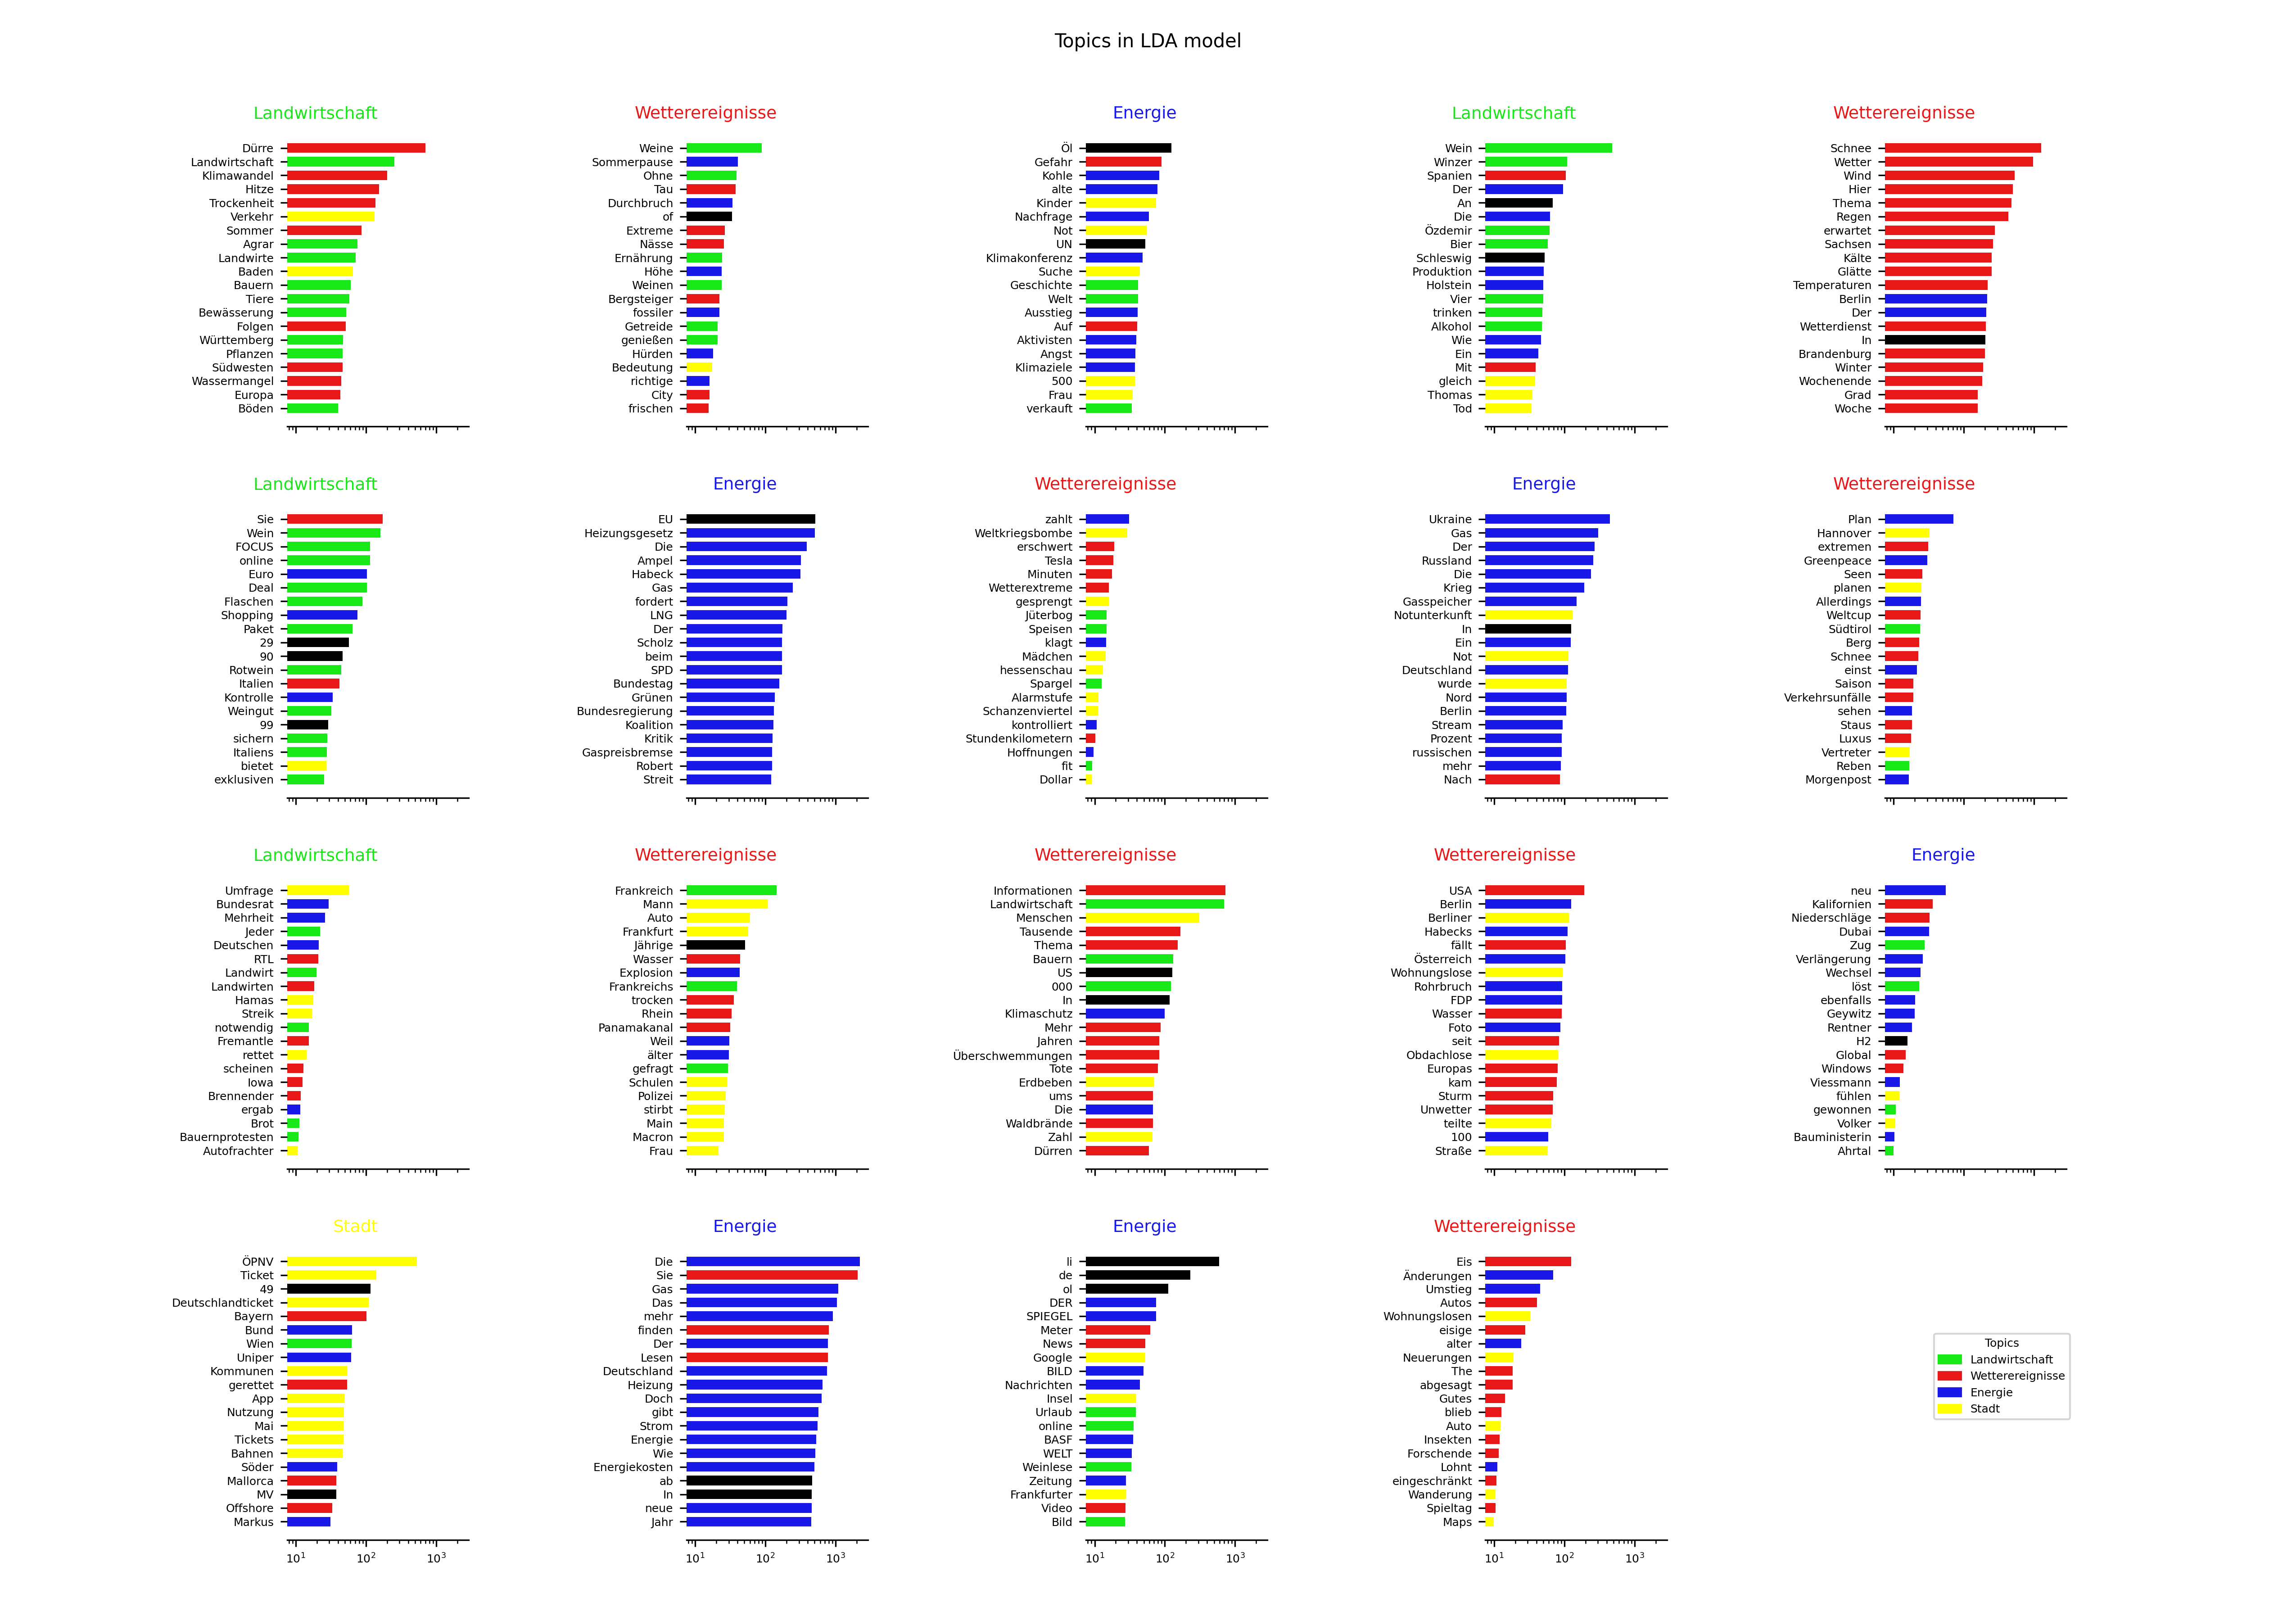 Topics in LDA model
Landwirtschaft
Dürre
Landwirtschaft
Klimawandel
Hitze
Trockenheit
Verkehr
Sommer
Agrar
Landwirte
Baden
Bauern
Tiere
Bewässerung
Folgen
Württemberg
Pflanzen
Südwesten
Wassermangel
Europa
Böden
Wetterereignisse
Weine
Sommerpause
Ohne
Tau
Durchbruch
of
Extreme
Nässe
Ernährung
Höhe
Weinen
Bergsteiger
fossiler
Getreide
genießen
Hürden
Bedeutung
richtige
City
frischen
Energie
Öl
Gefahr
Kohle
alte
Kinder
Nachfrage
Not
UN
Klimakonferenz
Suche
Geschichte
Welt
Ausstieg
Auf
Aktivisten
Angst
Klimaziele
500
Frau
verkauft
Landwirtschaft
Wein
Winzer
Spanien
Der
An
Die
Özdemir
Bier
Schleswig
Produktion
Holstein
Vier
trinken
Alkohol
Wie
Ein
Mit
gleich
Thomas
Tod
Wetterereignisse
Schnee
Wetter
Wind
Hier
Thema
Regen
erwartet
Sachsen
Kälte
Glätte
Temperaturen
Berlin
Der
Wetterdienst
In
Brandenburg
Winter
Wochenende
Grad
Woche
Landwirtschaft
Sie
Wein
FOCUS
online
Euro
Deal
Flaschen
Shopping
Paket
29
90
Rotwein
Italien
Kontrolle
Weingut
99
sichern
Italiens
bietet
exklusiven
Energie
EU
Heizungsgesetz
Die
Ampel
Habeck
Gas
fordert
LNG
Der
Scholz
beim
SPD
Bundestag
Grünen
Bundesregierung
Koalition
Kritik
Gaspreisbremse
Robert
Streit
Wetterereignisse
zahlt
Weltkriegsbombe
erschwert
Tesla
Minuten
Wetterextreme
gesprengt
Jüterbog
Speisen
klagt
Mädchen
hessenschau
Spargel
Alarmstufe
Schanzenviertel
kontrolliert
Stundenkilometern
Hoffnungen
fit
Dollar
Energie
Ukraine
Gas
Der
Russland
Die
Krieg
Gasspeicher
Notunterkunft
In
Ein
Not
Deutschland
wurde
Nord
Berlin
Stream
Prozent
russischen
mehr
Nach
Wetterereignisse
Plan
Hannover
extremen
Greenpeace
Seen
planen
Allerdings
Weltcup
Südtirol
Berg
Schnee
einst
Saison
Verkehrsunfälle
sehen
Staus
Luxus
Vertreter
Reben
Morgenpost
Landwirtschaft
Umfrage
Bundesrat
Mehrheit
Jeder
Deutschen
RTL
Landwirt
Landwirten
Hamas
Streik
notwendig
Fremantle
rettet
scheinen
Iowa
Brennender
ergab
Brot
Bauernprotesten
Autofrachter
Wetterereignisse
Frankreich
Mann
Auto
Frankfurt
Jährige
Wasser
Explosion
Frankreichs
trocken
Rhein
Panamakanal
Weil
älter
gefragt
Schulen
Polizei
stirbt
Main
Macron
Frau
Wetterereignisse
Informationen
Landwirtschaft
Menschen
Tausende
Thema
Bauern
US
000
In
Klimaschutz
Mehr
Jahren
Überschwemmungen
Tote
Erdbeben
ums
Die
Waldbrände
Zahl
Dürren
Wetterereignisse
USA
Berlin
Berliner
Habecks
fällt
Österreich
Wohnungslose
Rohrbruch
FDP
Wasser
Foto
seit
Obdachlose
Europas
kam
Sturm
Unwetter
teilte
100
Straße
Energie
neu
Kalifornien
Niederschläge
Dubai
Zug
Verlängerung
Wechsel
löst
ebenfalls
Geywitz
Rentner
H2
Global
Windows
Viessmann
fühlen
gewonnen
Volker
Bauministerin
Ahrtal
Stadt
ÖPNV
Ticket
49
Deutschlandticket
Bayern
Bund
Wien
Uniper
Kommunen
gerettet
App
Nutzung
Mai
Tickets
Bahnen
Söder
Mallorca
MV
Offshore
Markus
10¹ 10² 10³
Energie
Die
Sie
Gas
Das
mehr
finden
Der
Lesen
Deutschland
Heizung
Doch
gibt
Strom
Energie
Wie
Energiekosten
ab
In
neue
Jahr
10¹ 10² 10³
Energie
li
de
ol
DER
SPIEGEL
Meter
News
Google
BILD
Nachrichten
Insel
Urlaub
online
BASF
WELT
Weinlese
Zeitung
Frankfurter
Video
Bild
10¹ 10² 10³
Wetterereignisse
Eis
Änderungen
Umstieg
Autos
Wohnungslosen
eisige
alter
Neuerungen
The
abgesagt
Gutes
blieb
Auto
Insekten
Forschende
Lohnt
eingeschränkt
Wanderung
Spieltag
Maps
10¹ 10² 10³
Topics
Landwirtschaft
Wetterereignisse
Energie
Stadt